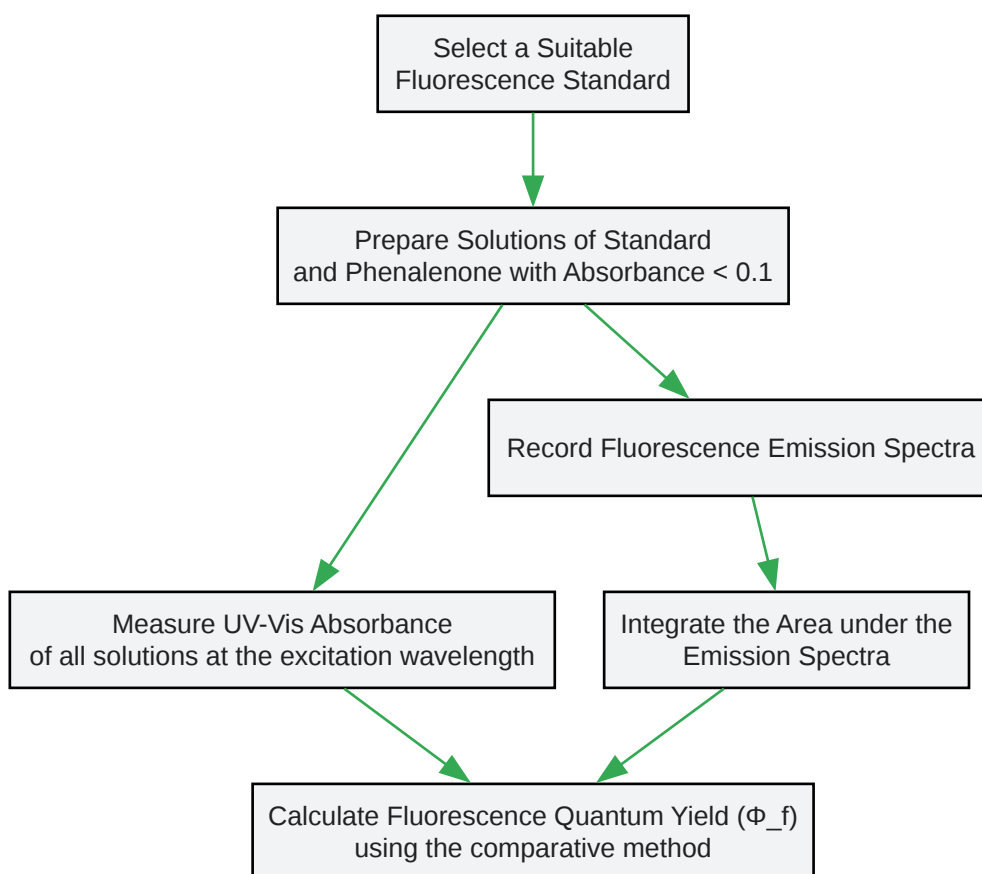 Select a Suitable
Fluorescence Standard
Prepare Solutions of Standard
and Phenalenone with Absorbance < 0.1
Record Fluorescence Emission Spectra
Measure UV-Vis Absorbance
of all solutions at the excitation wavelength
Integrate the Area under the
Emission Spectra
Calculate Fluorescence Quantum Yield (Φ_f)
using the comparative method